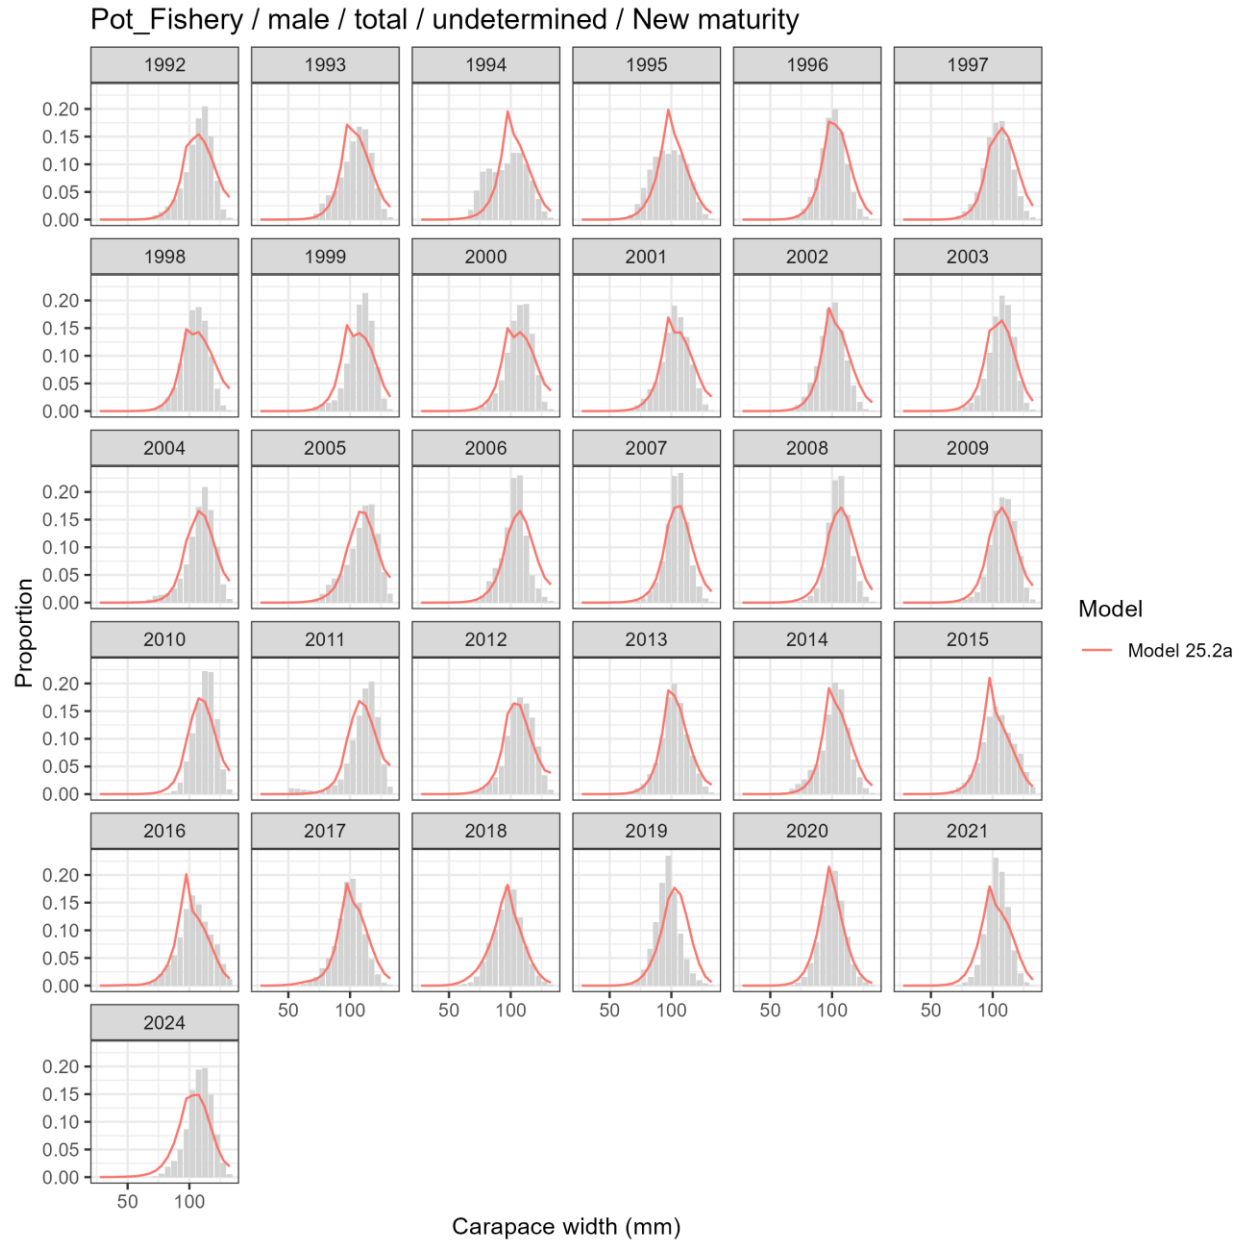 Pot_Fishery / male / total / undetermined / New maturity
1992 1993 1994 1995 1996 1997
0.20
0.15
0.10
0.05
0.00
1998 1999 2000 2001 2002 2003
0.20
0.15
0.10
0.05
0.00
2004 2005 2006 2007 2008 2009
0.20
0.15
0.10
0.05
0.00
Proportion
2010 2011 2012 2013 2014 2015
0.20
0.15
0.10
0.05
0.00
2016 2017 2018 2019 2020 2021
0.20
0.15
0.10
0.05
0.00
50 100 50 100 50 100 50 100 50 100
2024
0.20
0.15
0.10
0.05
0.00
50 100
Carapace width (mm)
Model
Model 25.2a